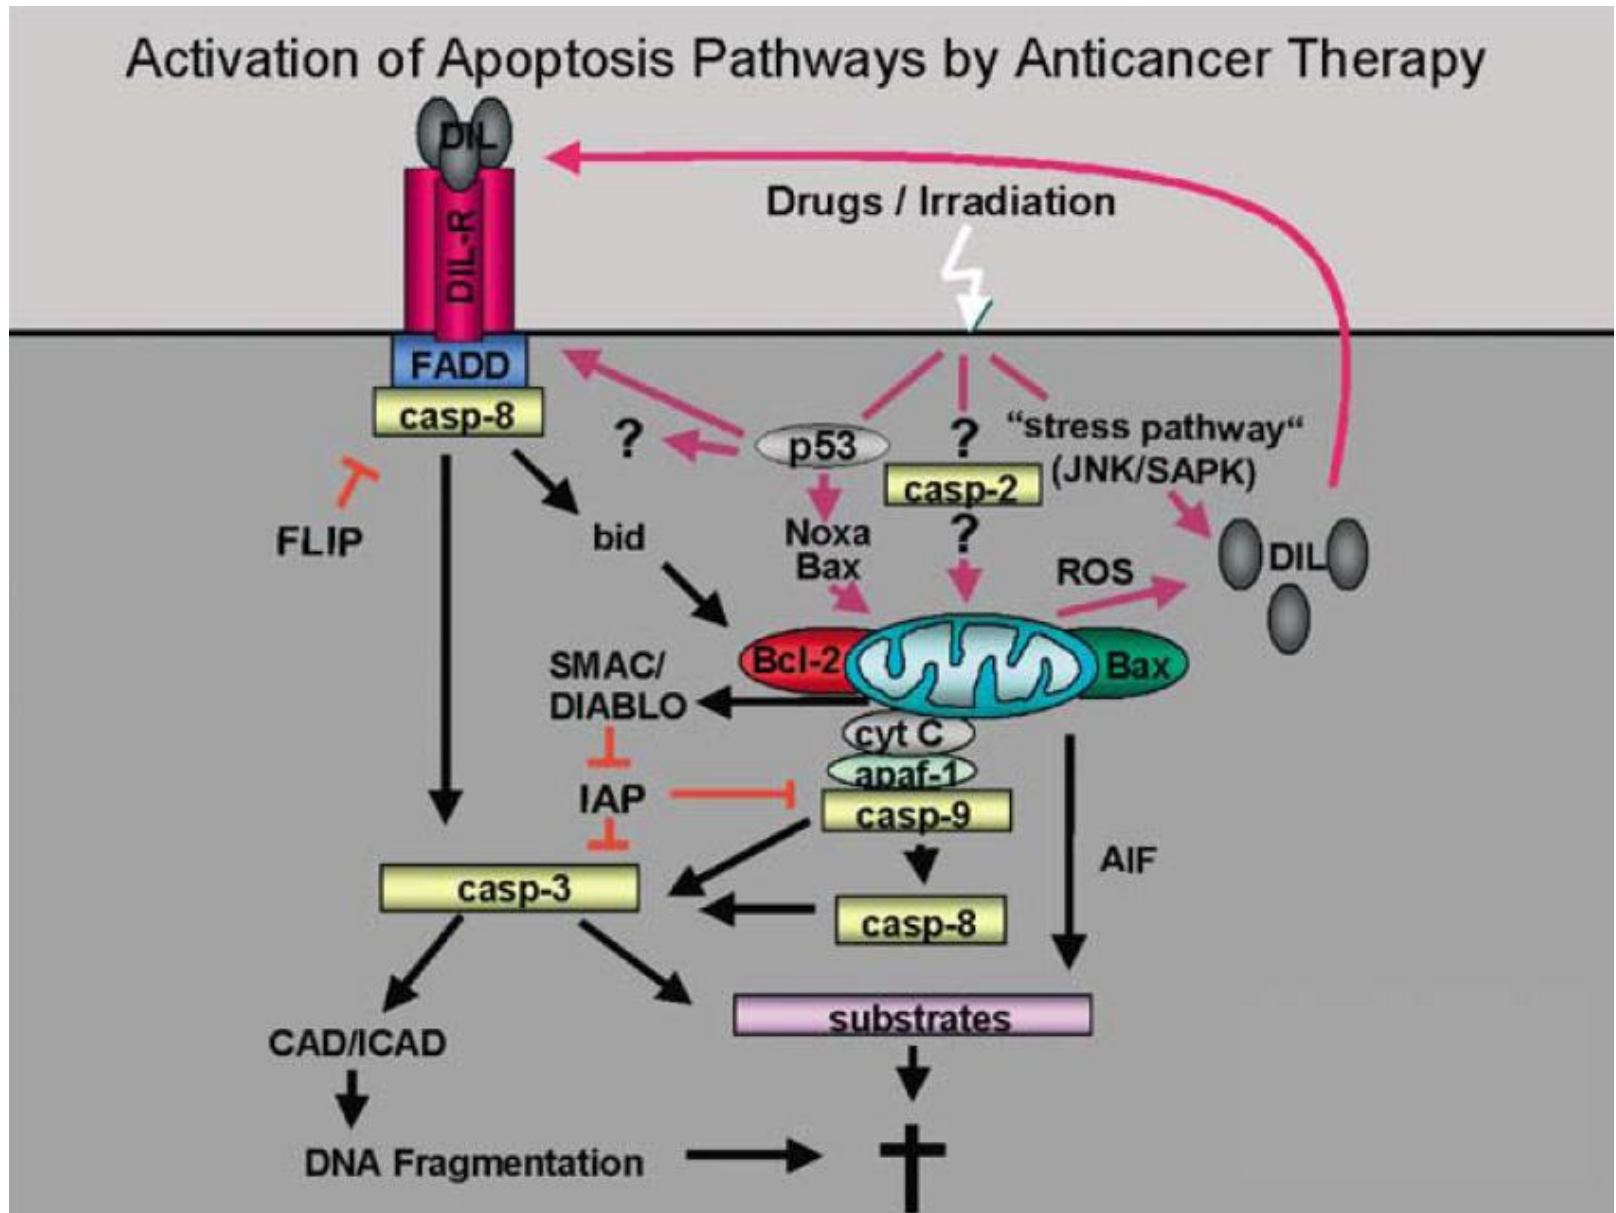 Activation of Apoptosis Pathways by Anticancer Therapy
DIL
Drugs / Irradiation
DIL-R
FADD
casp-8
?
p53
?
“stress pathway“
(JNK/SAPK)
casp-2
FLIP
bid
Noxa
Bax
?
ROS
DIL
SMAC/
DIABLO
Bcl-2
Bax
cyt C
apaf-1
IAP
casp-9
AIF
casp-3
casp-8
substrates
CAD/ICAD
DNA Fragmentation